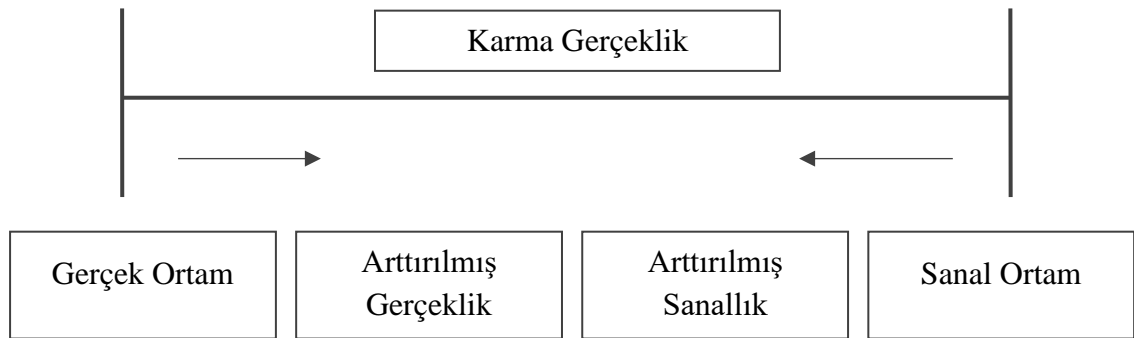 Karma Gerçeklik
Gerçek Ortam
Arttırılmış
Gerçeklik
Arttırılmış
Sanallık
Sanal Ortam